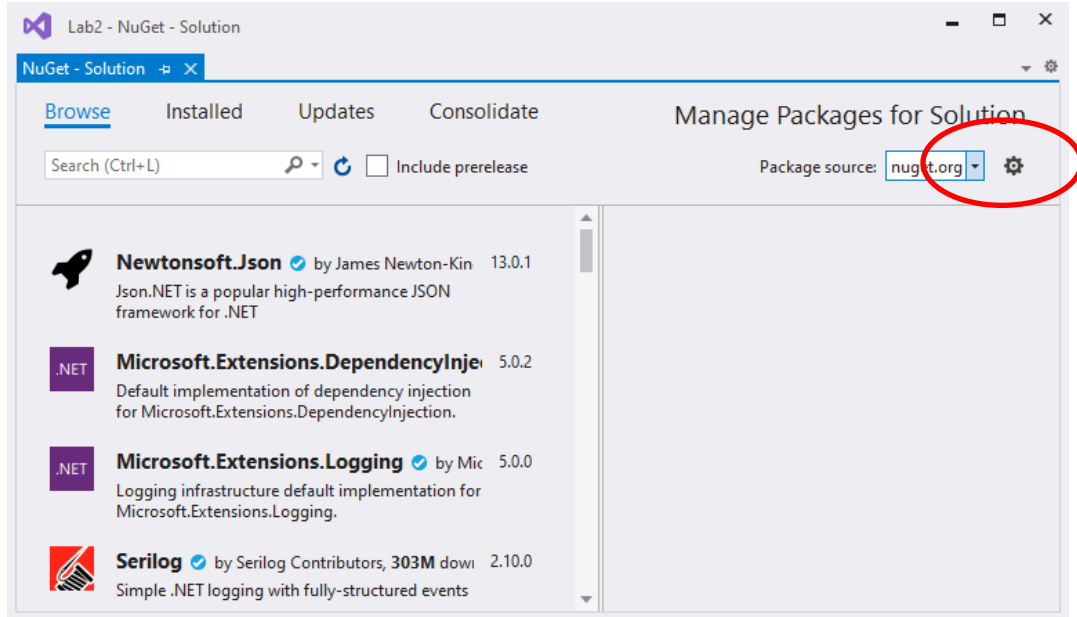 Lab2 - NuGet - Solution
NuGet - Solution
Browse Installed Updates Consolidate Manage Packages for Solution
Search (Ctrl+L) Include prerelease Package source: nuget.org
Newtonsoft.Json by James Newton-Kin 13.0.1
Json.NET is a popular high-performance JSON
framework for .NET
.NET Microsoft.Extensions.DependencyInje 5.0.2
Default implementation of dependency injection
for Microsoft.Extensions.DependencyInjection.
.NET Microsoft.Extensions.Logging by Mic 5.0.0
Logging infrastructure default implementation for
Microsoft.Extensions.Logging.
Serilog by Serilog Contributors, 303M dow 2.10.0
Simple .NET logging with fully-structured events